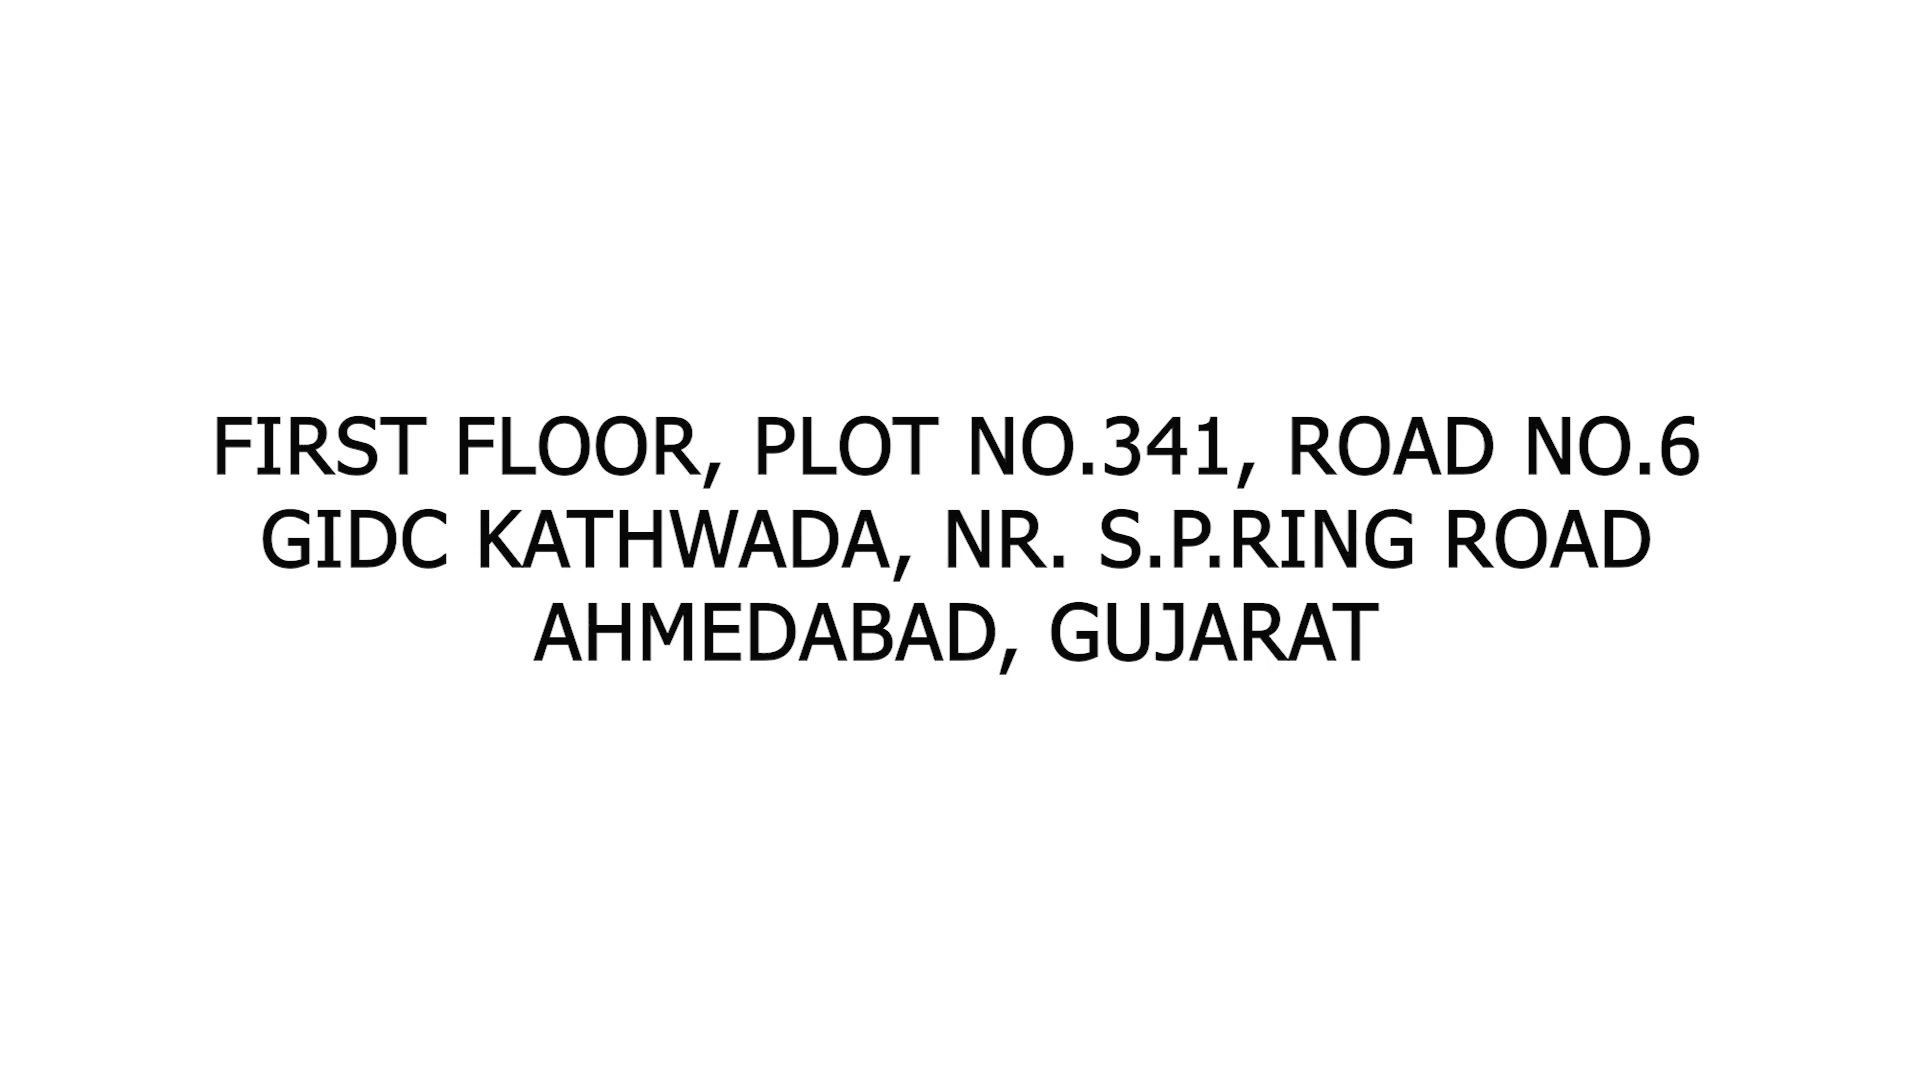 FIRST FLOOR, PLOT NO.341, ROAD NO.6
GIDC KATHWADA, NR. S.P.RING ROAD
AHMEDABAD, GUJARAT